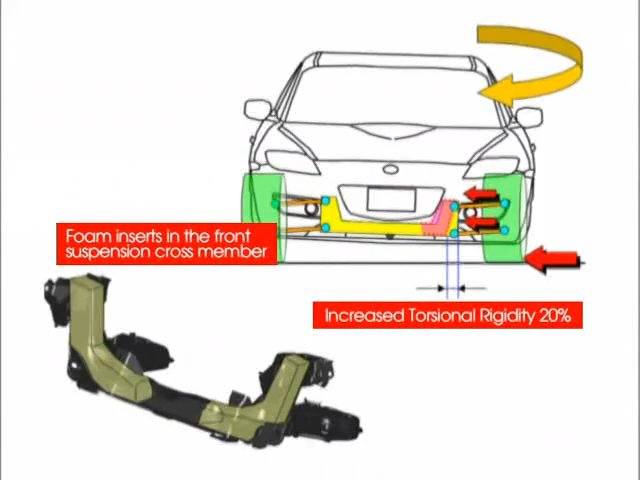 Foam inserts in the front
suspension cross member
Increased Torsional Rigidity 20%